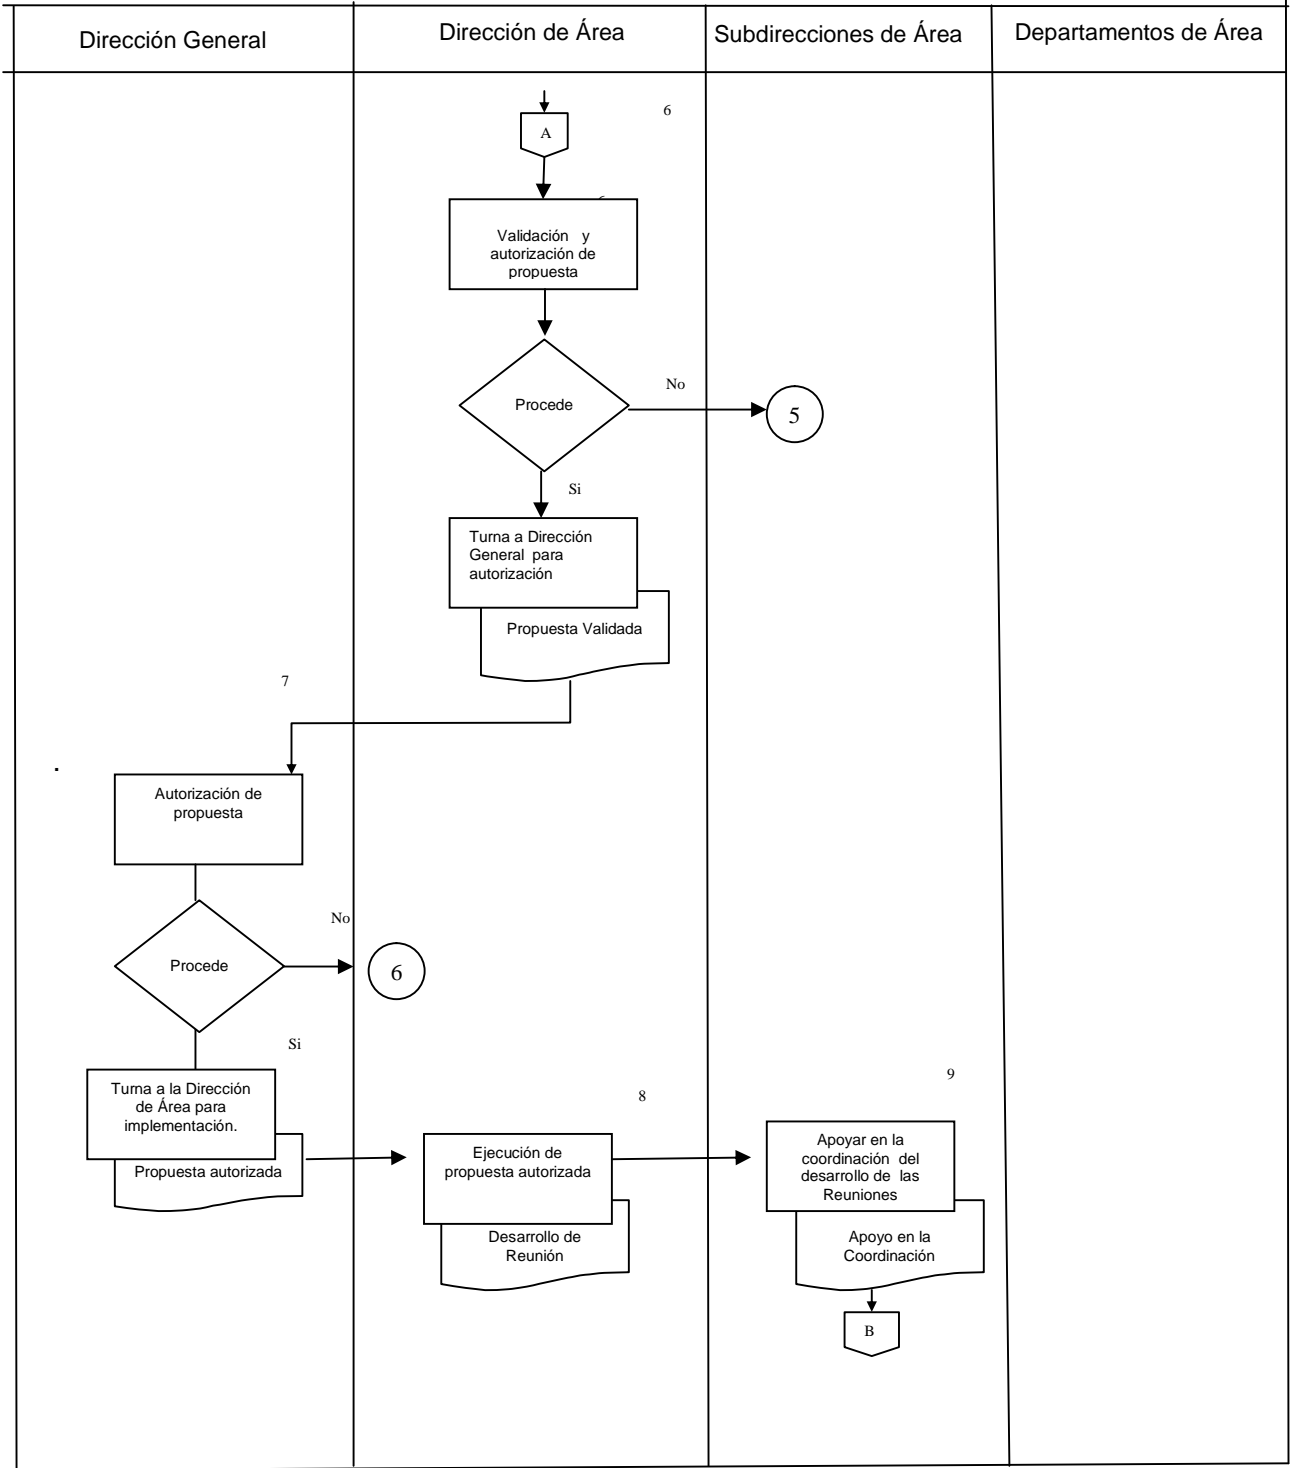 Dirección General
Dirección de Área
Subdirecciones de Área
Departamentos de Área
6
A
Validación y
autorización de
propuesta
Procede
No
5
Si
Turna a Dirección
General para
autorización
Propuesta Validada
7
.
Autorización de
propuesta
Procede
No
6
Si
Turna a la Dirección
de Área para
implementación.
Propuesta autorizada
8
Ejecución de
propuesta autorizada
Desarrollo de
Reunión
9
Apoyar en la
coordinación del
desarrollo de las
Reuniones
Apoyo en la
Coordinación
B